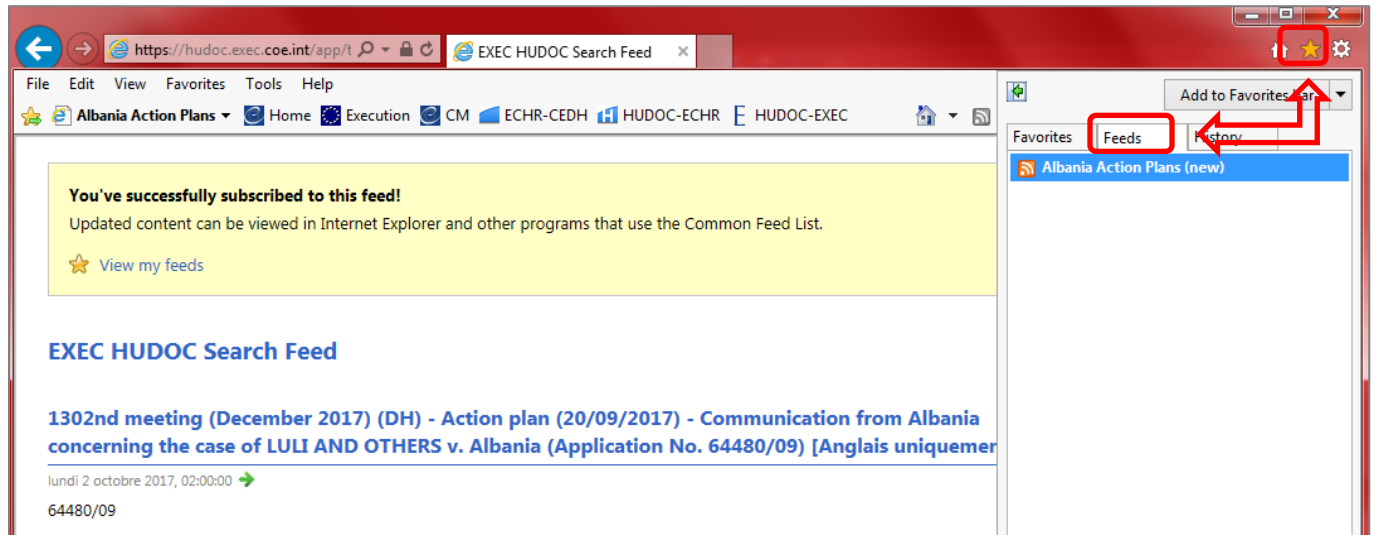 https://hudoc.exec.coe.int/app/t
EXEC HUDOC Search Feed
File Edit View Favorites Tools Help
Albania Action Plans Home Execution CM ECHR-CEDH HUDOC-ECHR HUDOC-EXEC
Add to Favorites
Favorites Feeds History
Albania Action Plans (new)
You've successfully subscribed to this feed!
Updated content can be viewed in Internet Explorer and other programs that use the Common Feed List.
View my feeds
EXEC HUDOC Search Feed
1302nd meeting (December 2017) (DH) - Action plan (20/09/2017) - Communication from Albania
concerning the case of LULI AND OTHERS v. Albania (Application No. 64480/09) [Anglais uniquemen
lundi 2 octobre 2017, 02:00:00
64480/09